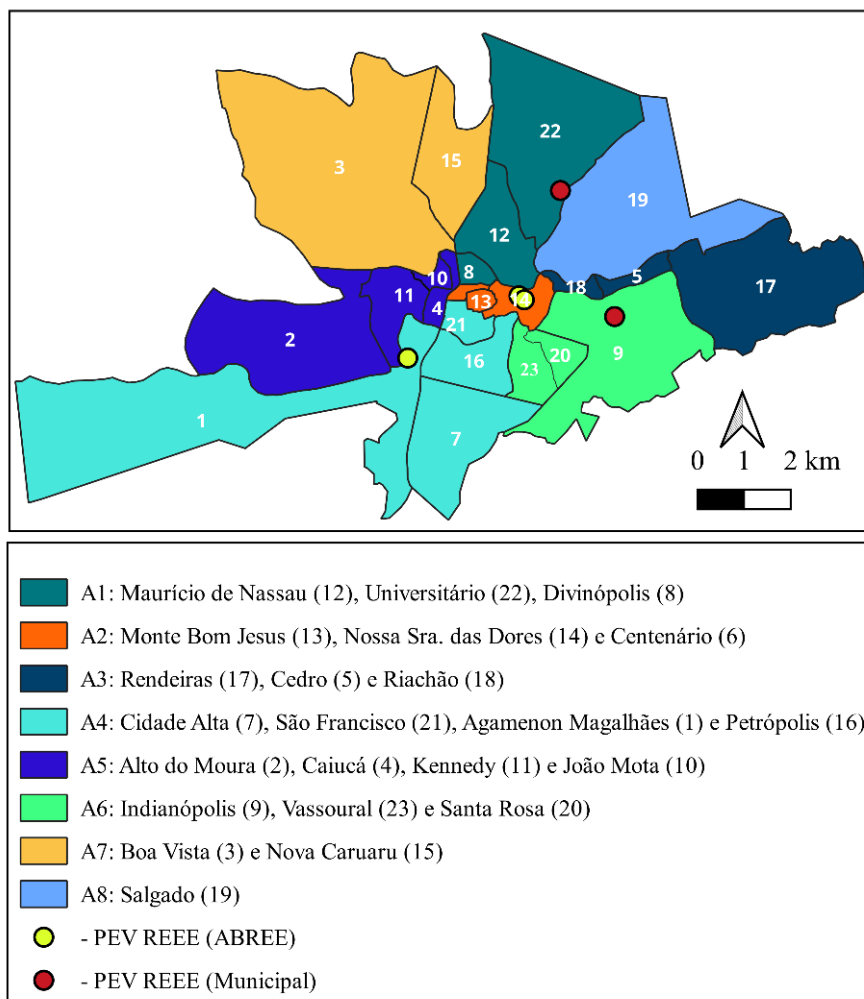 22
3
15
19
12
10
8
5
17
11
18
13
14
4
21
2
20
9
16
23
1
7
0 1 2 km
A1: Maurício de Nassau (12), Universitário (22), Divinópolis (8)
A2: Monte Bom Jesus (13), Nossa Sra. das Dores (14) e Centenário (6)
A3: Rendeiras (17), Cedro (5) e Riachão (18)
A4: Cidade Alta (7), São Francisco (21), Agamenon Magalhães (1) e Petrópolis (16)
A5: Alto do Moura (2), Caiucá (4), Kennedy (11) e João Mota (10)
A6: Indianópolis (9), Vassoural (23) e Santa Rosa (20)
A7: Boa Vista (3) e Nova Caruaru (15)
A8: Salgado (19)
- PEV REEE (ABREE)
- PEV REEE (Municipal)